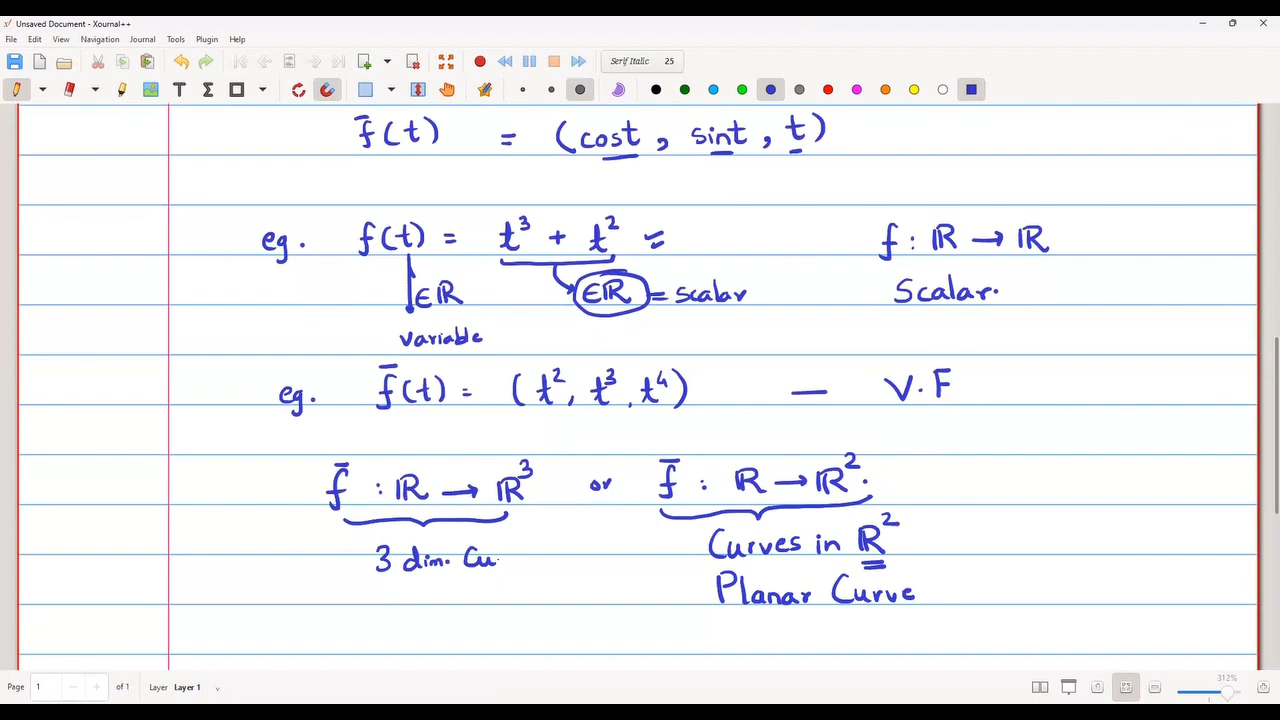 Unsaved Document - Xournal++
File Edit View Navigation Journal Tools Plugin Help
Serif Italic 25
f̄(t) = (cost, sint, t)
eg. f(t) = t³ + t² = f : ℝ → ℝ
∈ℝ ∈ℝ = scalar Scalar.
variable
eg. f̄(t) = (t², t³, t⁴) — V.F
f̄ : ℝ → ℝ³ or f̄ : ℝ → ℝ².
3 dim. Cu Curves in ℝ²
Planar Curve
Page 1 of 1 Layer Layer 1 312%